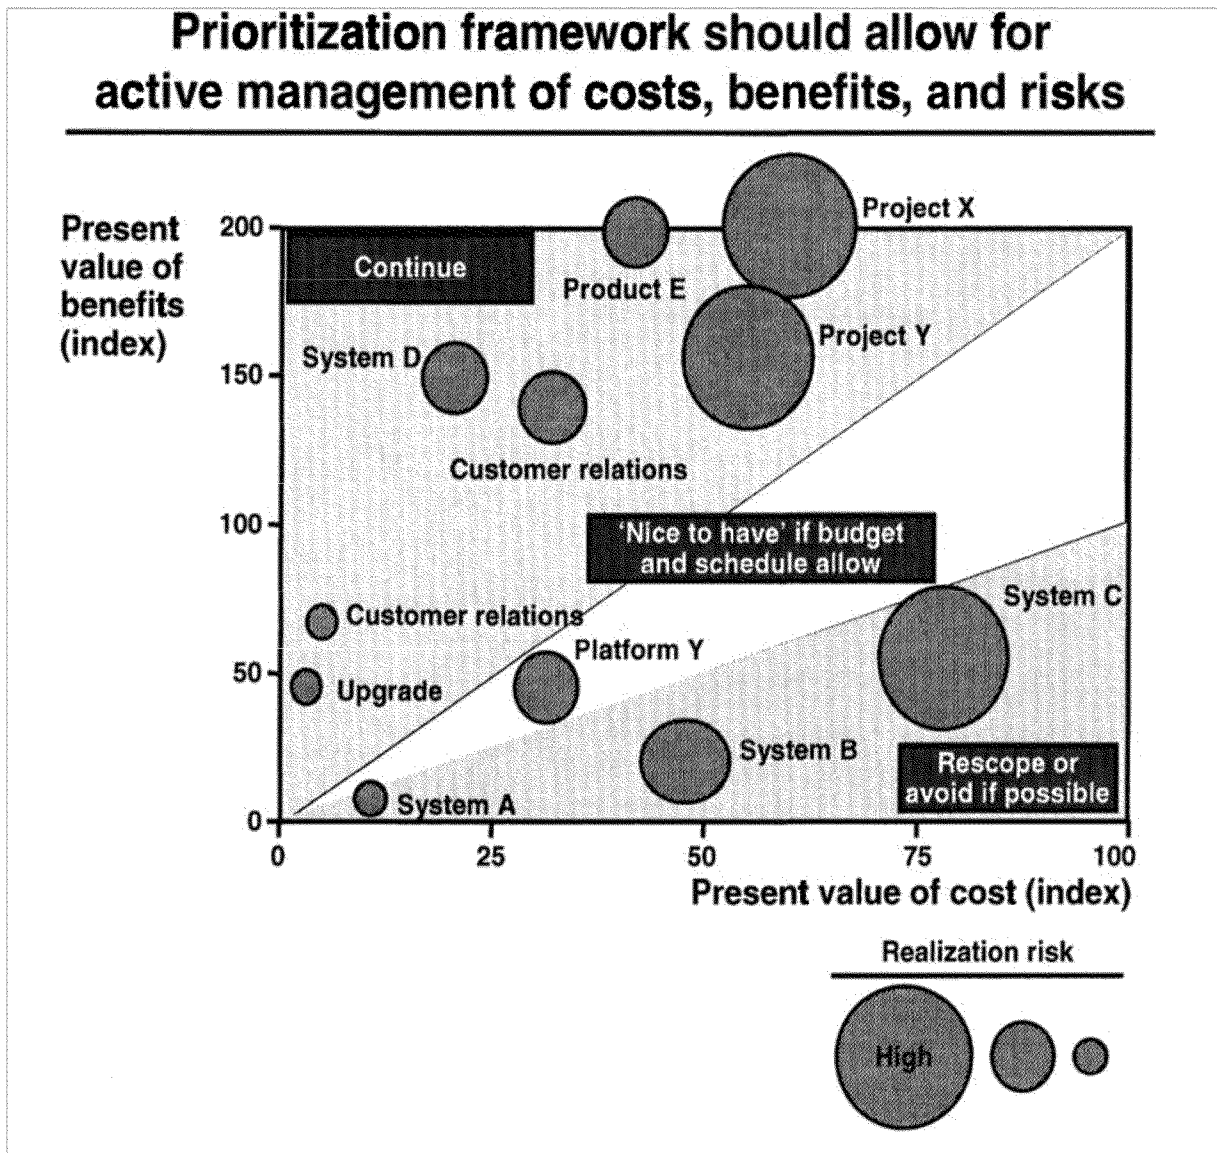 Prioritization framework should allow for
active management of costs, benefits, and risks
Present
value of
benefits
(index)
200
150
100
50
0
Continue
Project X
Product E
Project Y
System D
Customer relations
'Nice to have' if budget
and schedule allow
System C
Customer relations
Platform Y
Upgrade
System B
Rescope or
avoid if possible
System A
0
25
50
75
100
Present value of cost (index)
Realization risk
High